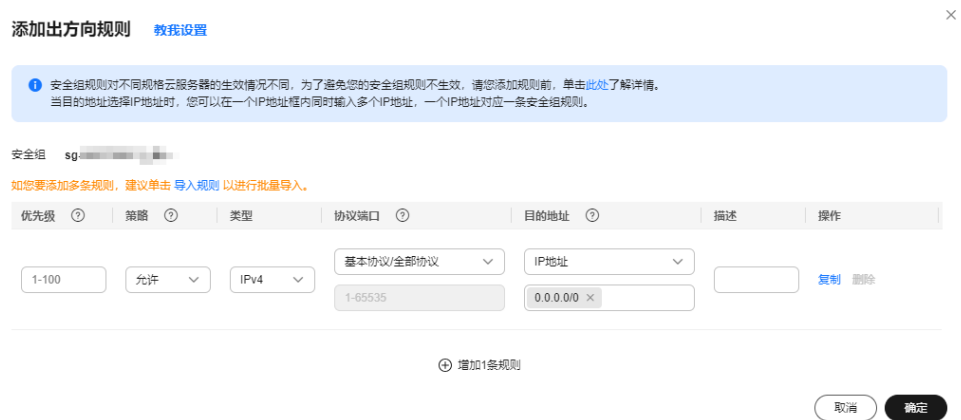 添加出方向规则 教我设置
安全组规则对不同规格云服务器的生效情况不同，为了避免您的安全组规则不生效，请您添加规则前，单击此处了解详情。
当目的地址选择IP地址时，您可以在一个IP地址框内同时输入多个IP地址，一个IP地址对应一条安全组规则。
安全组 sg
如您要添加多条规则，建议单击 导入规则 以进行批量导入。
优先级 策略 类型 协议端口 目的地址 描述 操作
基本协议/全部协议 IP地址
1-100 允许 IPv4 复制 删除
1-65535 0.0.0.0/0
增加1条规则
取消 确定